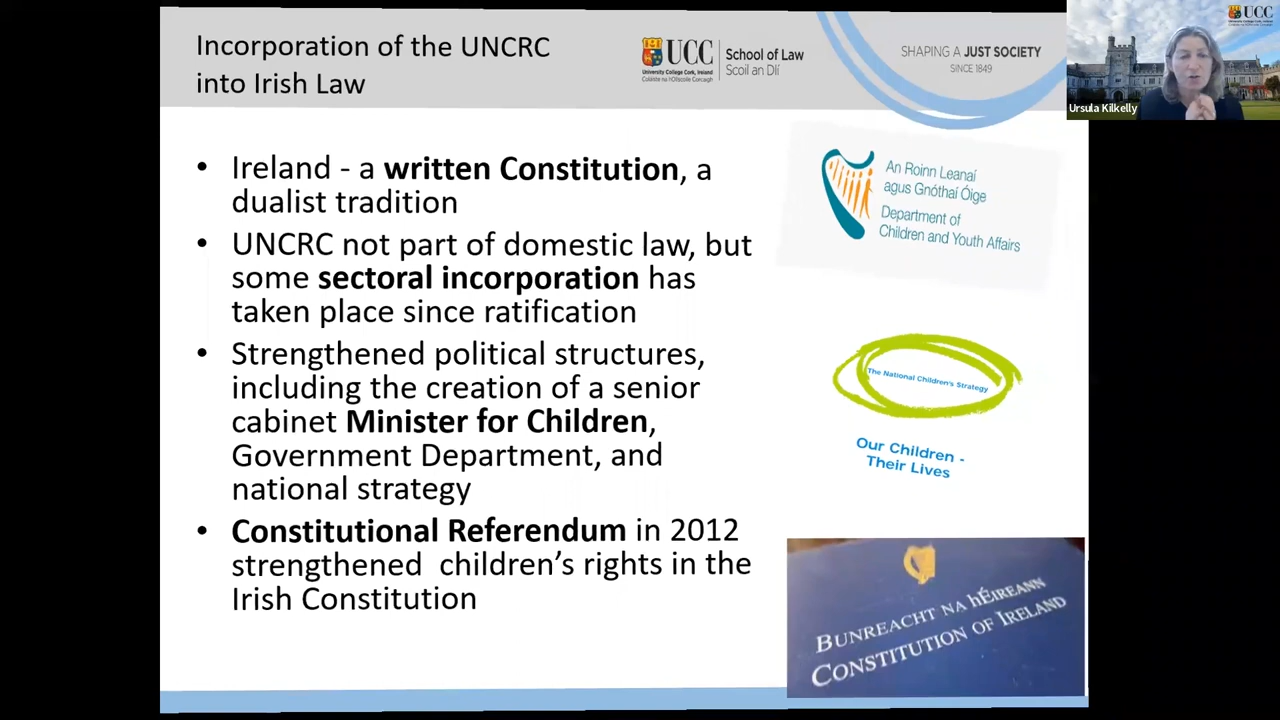 Incorporation of the UNCRC
into Irish Law
UCC
University College Cork, Ireland
Coláiste na hOllscoile Corcaigh
School of Law
Scoil an Dlí
SHAPING A JUST SOCIETY
SINCE 1849
UCC
Ursula Kilkelly
• Ireland - a written Constitution, a
dualist tradition
• UNCRC not part of domestic law, but
some sectoral incorporation has
taken place since ratification
• Strengthened political structures,
including the creation of a senior
cabinet Minister for Children,
Government Department, and
national strategy
• Constitutional Referendum in 2012
strengthened children’s rights in the
Irish Constitution
An Roinn Leanaí
agus Gnóthaí Óige
Department of
Children and Youth Affairs
The National Children's Strategy
Our Children -
Their Lives
BUNREACHT NA hÉIREANN
CONSTITUTION OF IRELAND